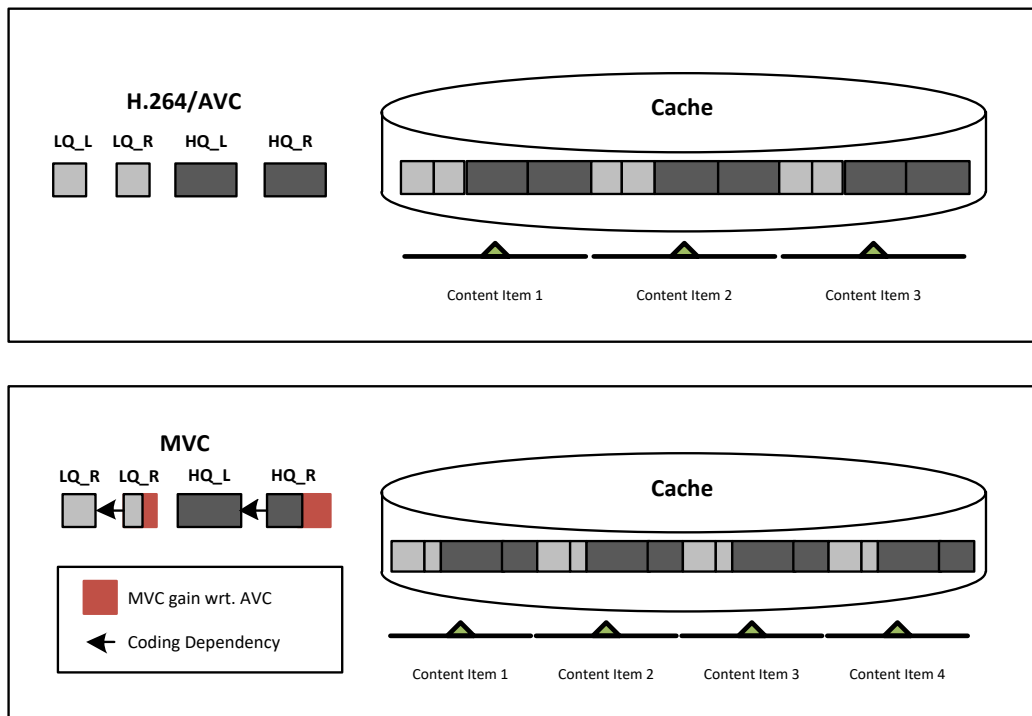 H.264/AVC
LQ_L LQ_R HQ_L HQ_R
Cache
Content Item 1 Content Item 2 Content Item 3
MVC
LQ_R LQ_R HQ_L HQ_R
MVC gain wrt. AVC
Coding Dependency
Cache
Content Item 1 Content Item 2 Content Item 3 Content Item 4